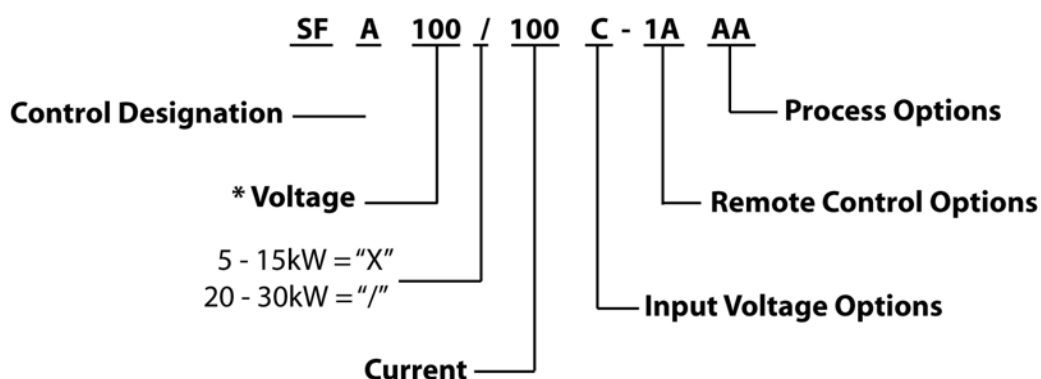 SF A 100 / 100 C - 1A AA
Control Designation
Process Options
* Voltage
Remote Control Options
5 - 15kW = “X”
20 - 30kW = “/”
Input Voltage Options
Current